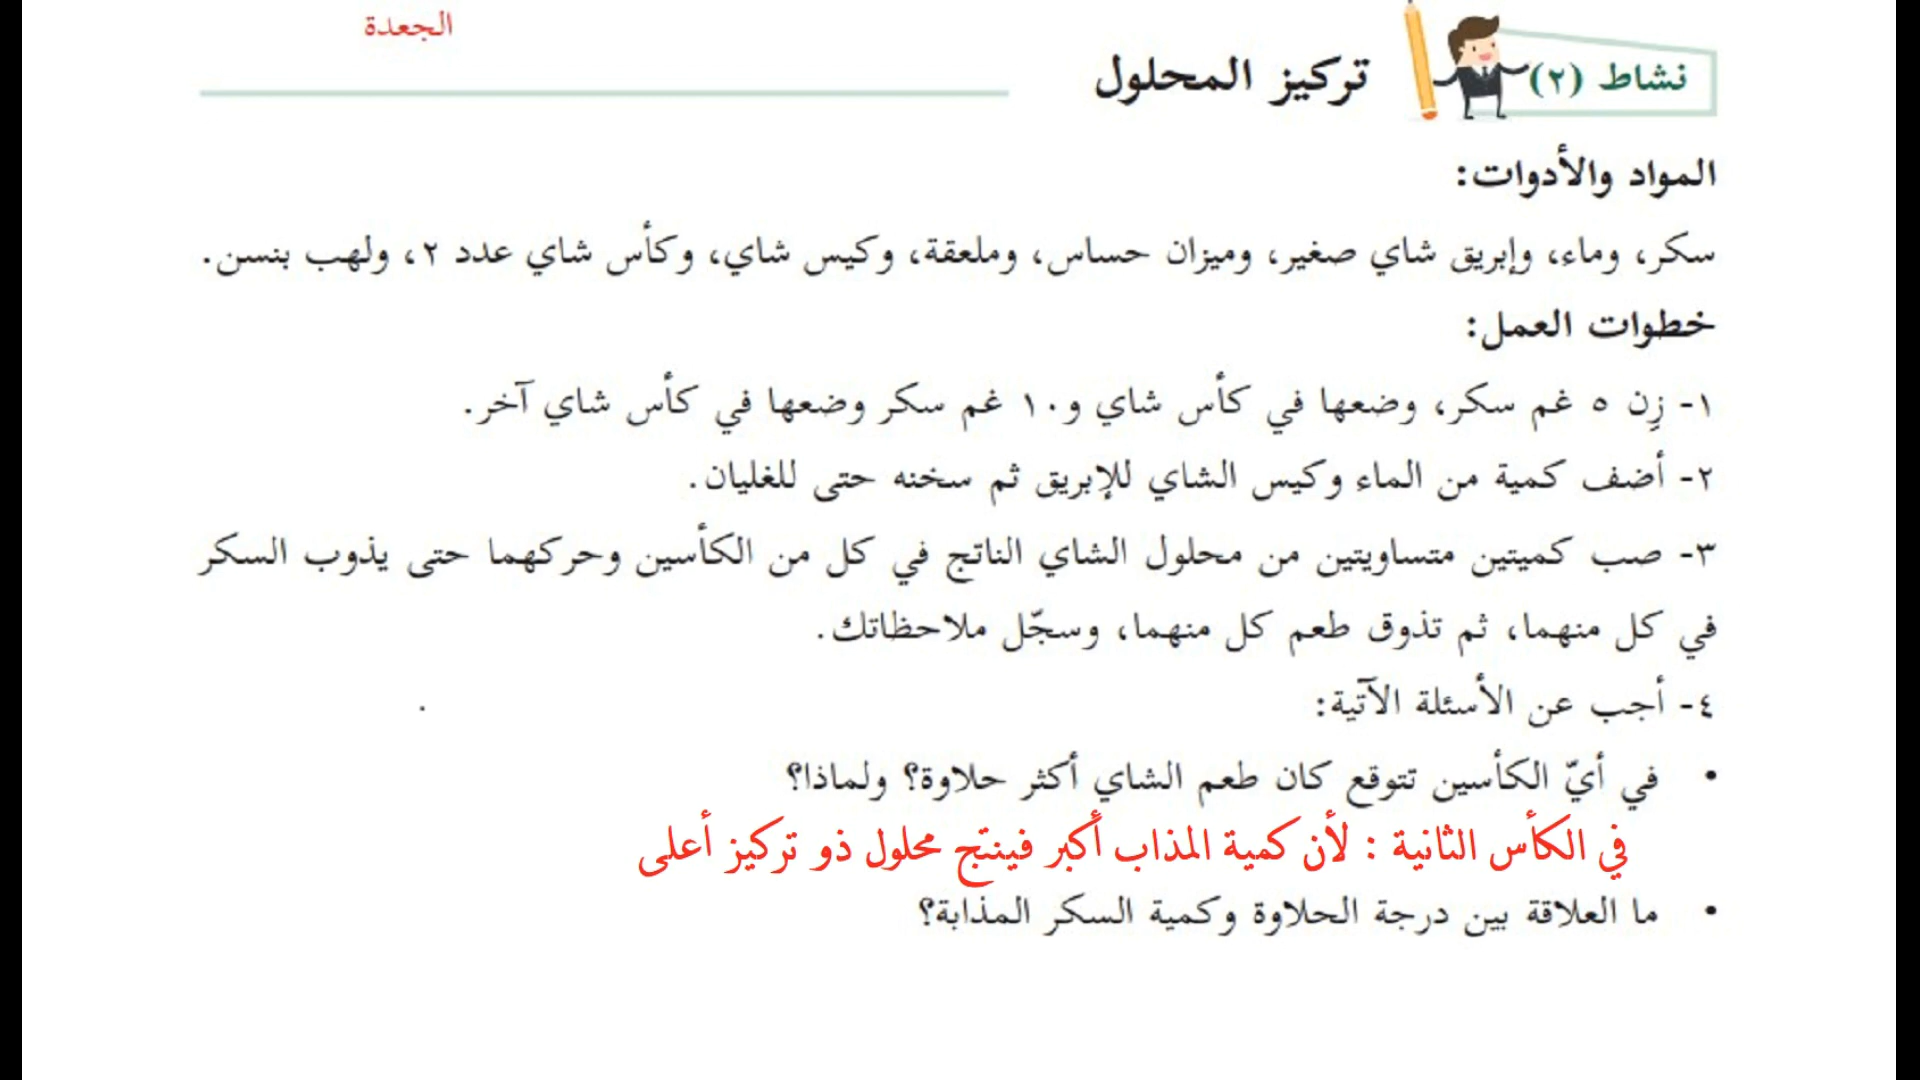 الجعدة
نشاط (٢) تركيز المحلول
المواد والأدوات:
سكر، وماء، وإبريق شاي صغير، وميزان حساس، وملعقة، وكيس شاي، وكأس شاي عدد ٢، ولهب بنسن.
خطوات العمل:
١- زِن ٥ غم سكر، وضعها في كأس شاي و١٠ غم سكر وضعها في كأس شاي آخر.
٢- أضف كمية من الماء وكيس الشاي للإبريق ثم سخنه حتى للغليان.
٣- صب كميتين متساويتين من محلول الشاي الناتج في كل من الكأسين وحركهما حتى يذوب السكر
في كل منهما، ثم تذوق طعم كل منهما، وسجّل ملاحظاتك.
٤- أجب عن الأسئلة الآتية:
• في أيّ الكأسين تتوقع كان طعم الشاي أكثر حلاوة؟ ولماذا؟
في الكأس الثانية : لأن كمية المذاب أكبر فينتج محلول ذو تركيز أعلى
• ما العلاقة بين درجة الحلاوة وكمية السكر المذابة؟